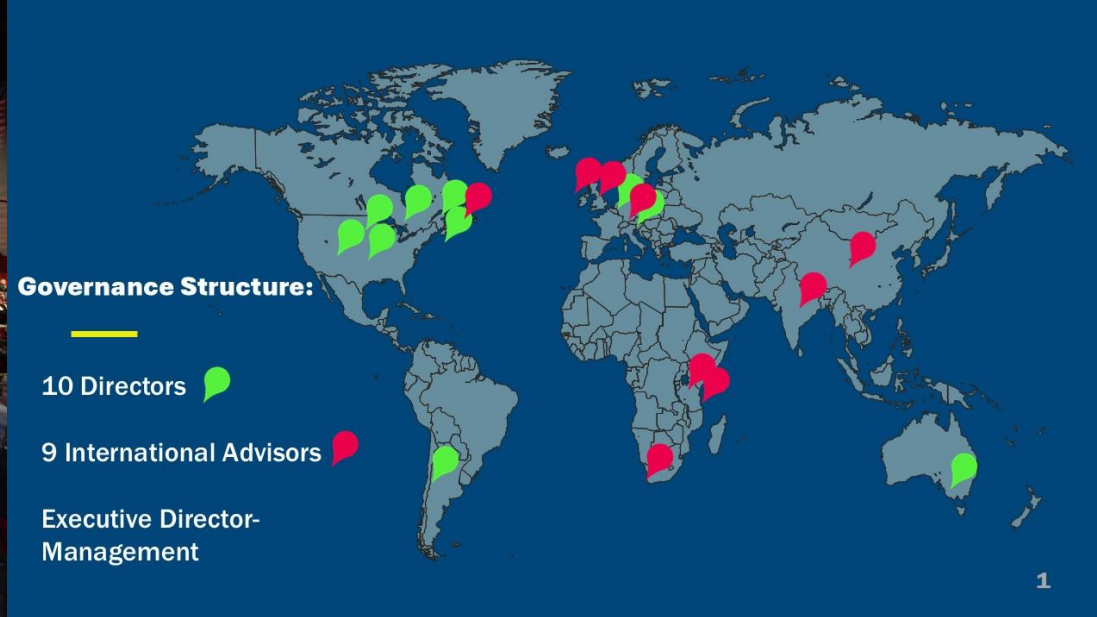 Governance Structure:
10 Directors
9 International Advisors
Executive Director-
Management
1